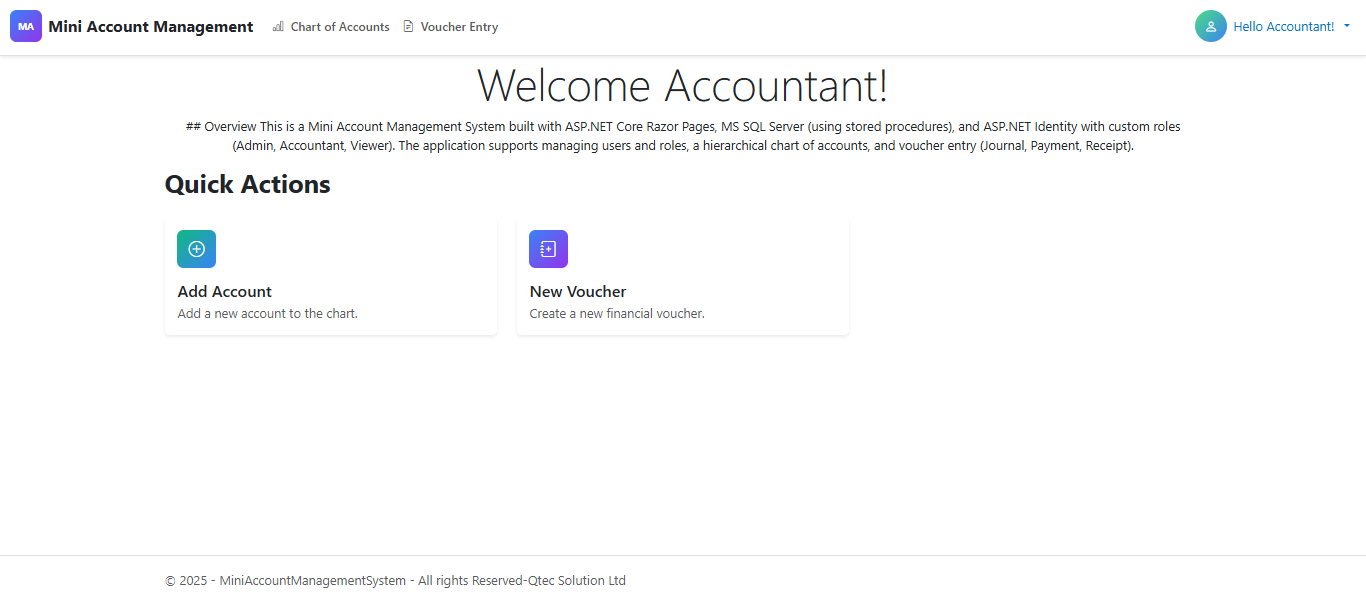 MA Mini Account Management Chart of Accounts Voucher Entry Hello Accountant!
Welcome Accountant!
## Overview This is a Mini Account Management System built with ASP.NET Core Razor Pages, MS SQL Server (using stored procedures), and ASP.NET Identity with custom roles
(Admin, Accountant, Viewer). The application supports managing users and roles, a hierarchical chart of accounts, and voucher entry (Journal, Payment, Receipt).
Quick Actions
Add Account
Add a new account to the chart.
New Voucher
Create a new financial voucher.
© 2025 - MiniAccountManagementSystem - All rights Reserved-Qtec Solution Ltd